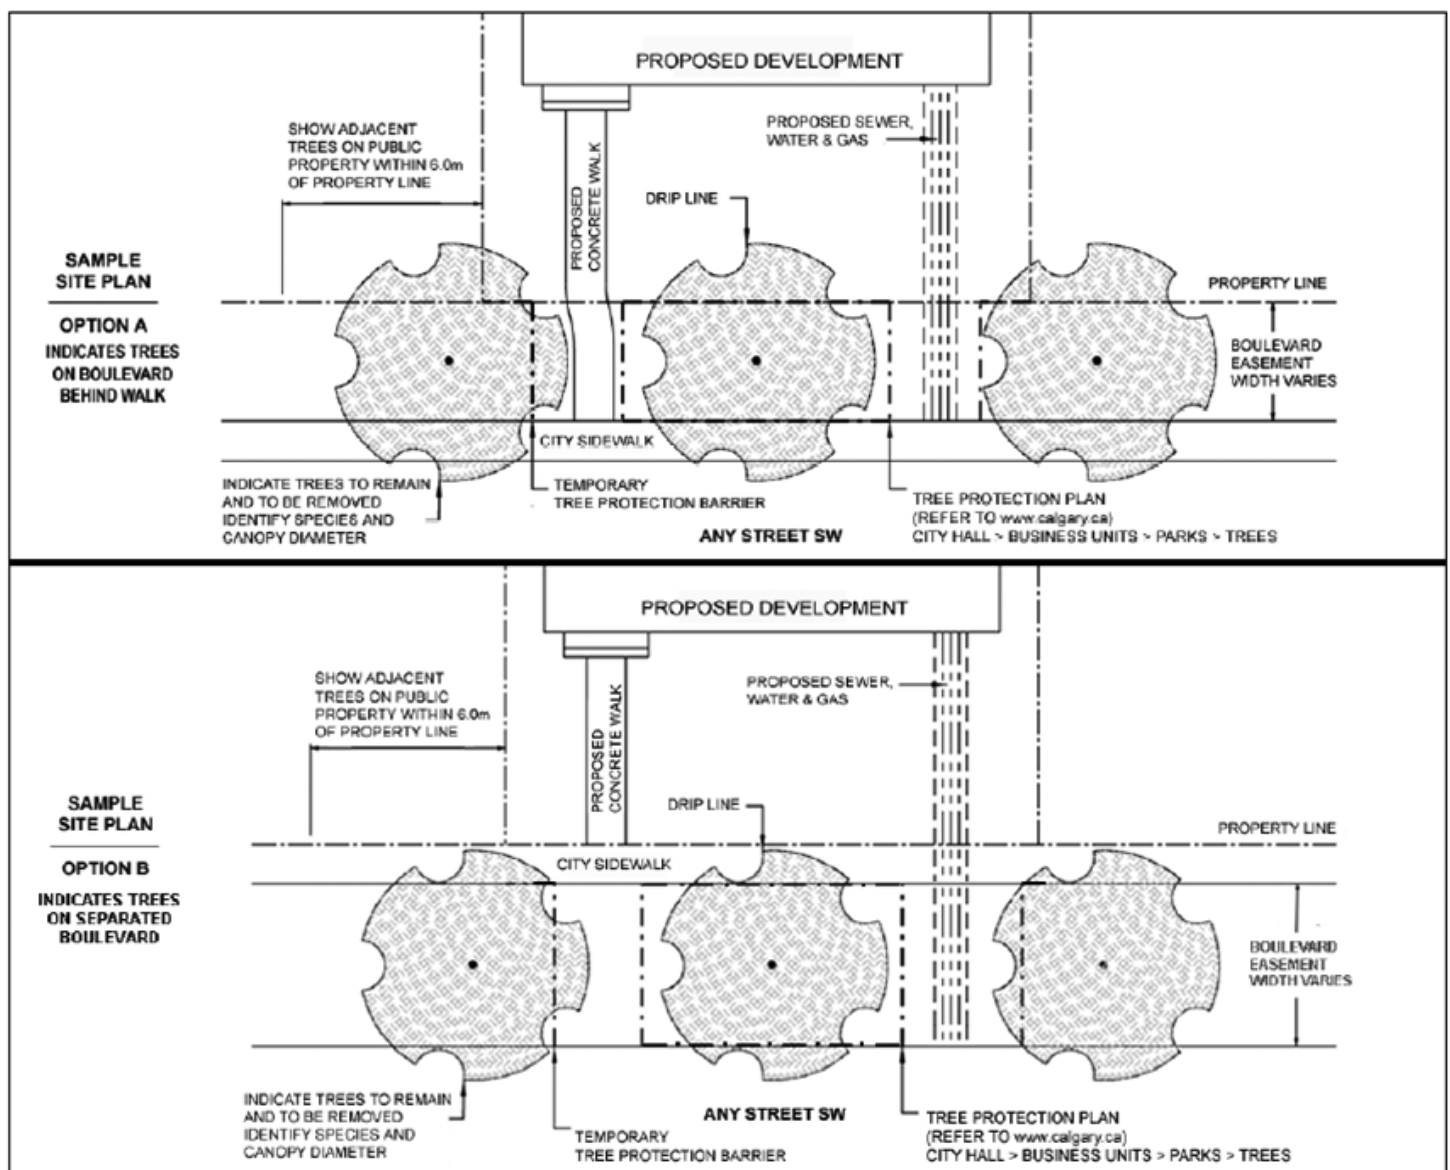 PROPOSED DEVELOPMENT
SHOW ADJACENT
TREES ON PUBLIC
PROPERTY WITHIN 6.0m
OF PROPERTY LINE
PROPOSED
CONCRETE WALK
PROPOSED SEWER,
WATER & GAS
DRIP LINE
SAMPLE
SITE PLAN
OPTION A
INDICATES TREES
ON BOULEVARD
BEHIND WALK
PROPERTY LINE
BOULEVARD
EASEMENT
WIDTH VARIES
CITY SIDEWALK
INDICATE TREES TO REMAIN
AND TO BE REMOVED
IDENTIFY SPECIES AND
CANOPY DIAMETER
TEMPORARY
TREE PROTECTION BARRIER
ANY STREET SW
TREE PROTECTION PLAN
(REFER TO www.calgary.ca)
CITY HALL > BUSINESS UNITS > PARKS > TREES
PROPOSED DEVELOPMENT
SHOW ADJACENT
TREES ON PUBLIC
PROPERTY WITHIN 6.0m
OF PROPERTY LINE
PROPOSED
CONCRETE WALK
PROPOSED SEWER,
WATER & GAS
DRIP LINE
SAMPLE
SITE PLAN
OPTION B
INDICATES TREES
ON SEPARATED
BOULEVARD
PROPERTY LINE
CITY SIDEWALK
BOULEVARD
EASEMENT
WIDTH VARIES
INDICATE TREES TO REMAIN
AND TO BE REMOVED
IDENTIFY SPECIES AND
CANOPY DIAMETER
TEMPORARY
TREE PROTECTION BARRIER
ANY STREET SW
TREE PROTECTION PLAN
(REFER TO www.calgary.ca)
CITY HALL > BUSINESS UNITS > PARKS > TREES